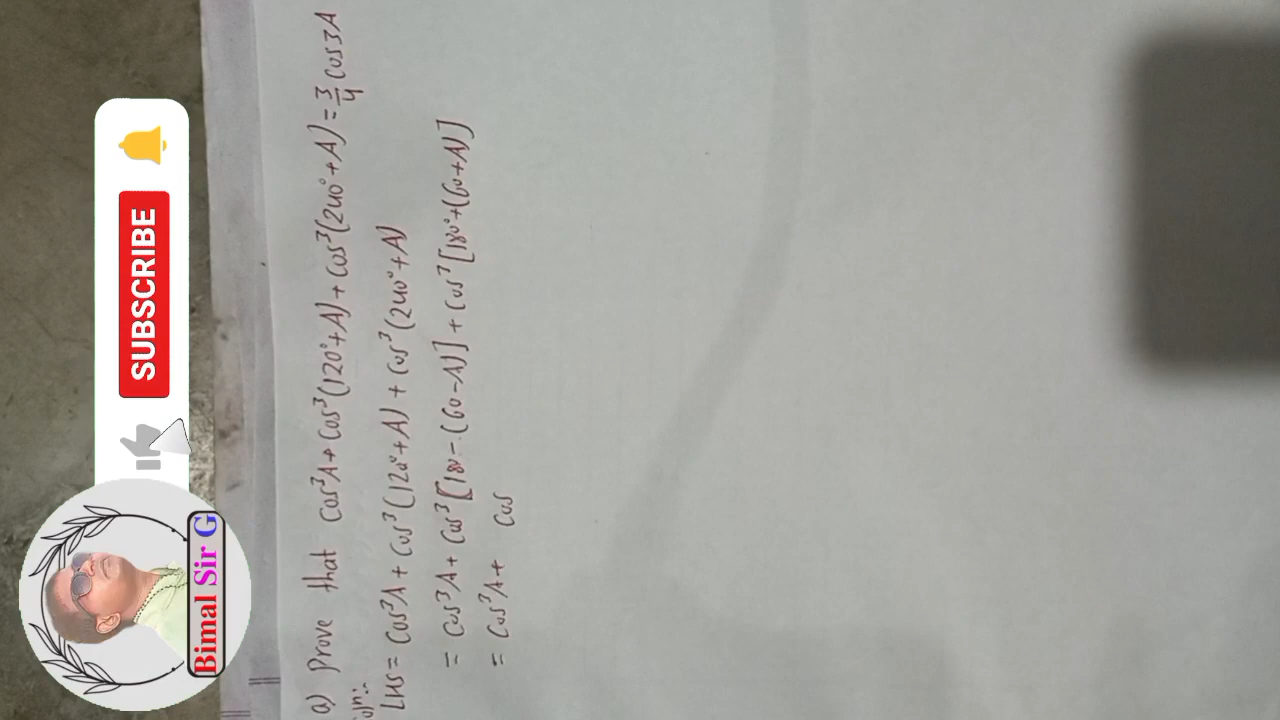 a) Prove that Cos³A + Cos³(120°+A) + Cos³(240°+A) = 3/4 Cos3A
Soln:-
LHS = Cos³A + Cos³(120°+A) + Cos³(240°+A)
= Cos³A + Cos³[180-(60-A)] + Cos³[180°+(60+A)]
= Cos³A + Cos
SUBSCRIBE
Bimal Sir G